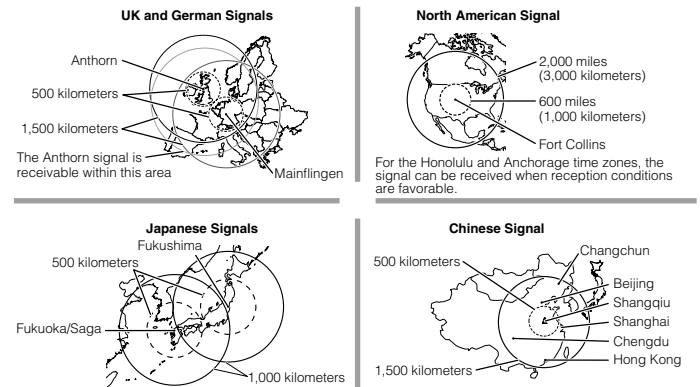 UK and German Signals
Anthorn
500 kilometers
1,500 kilometers
The Anthorn signal is
receivable within this area
Mainflingen
North American Signal
2,000 miles
(3,000 kilometers)
600 miles
(1,000 kilometers)
Fort Collins
For the Honolulu and Anchorage time zones, the
signal can be received when reception conditions
are favorable.
Japanese Signals
Fukushima
500 kilometers
Fukuoka/Saga
1,000 kilometers
Chinese Signal
Changchun
500 kilometers
Beijing
Shangqiu
Shanghai
Chengdu
Hong Kong
1,500 kilometers